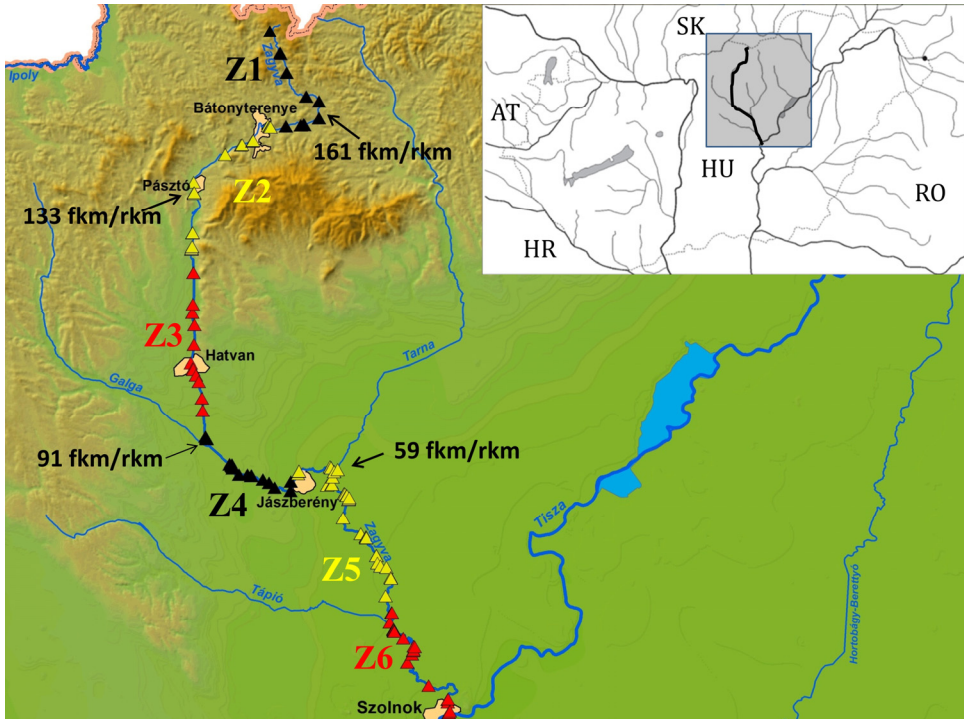 SK
AT
HU
RO
HR
Ipoly
Z1
Zagyva
Bátonyterenye
161 fkm/rkm
Z2
Pásztó
133 fkm/rkm
Z3
Hatvan
Tarna
Galga
91 fkm/rkm
59 fkm/rkm
Z4
Jászberény
Zagyva
Tisza
Z5
Tápió
Hortobágy-Berettyó
Z6
Szolnok